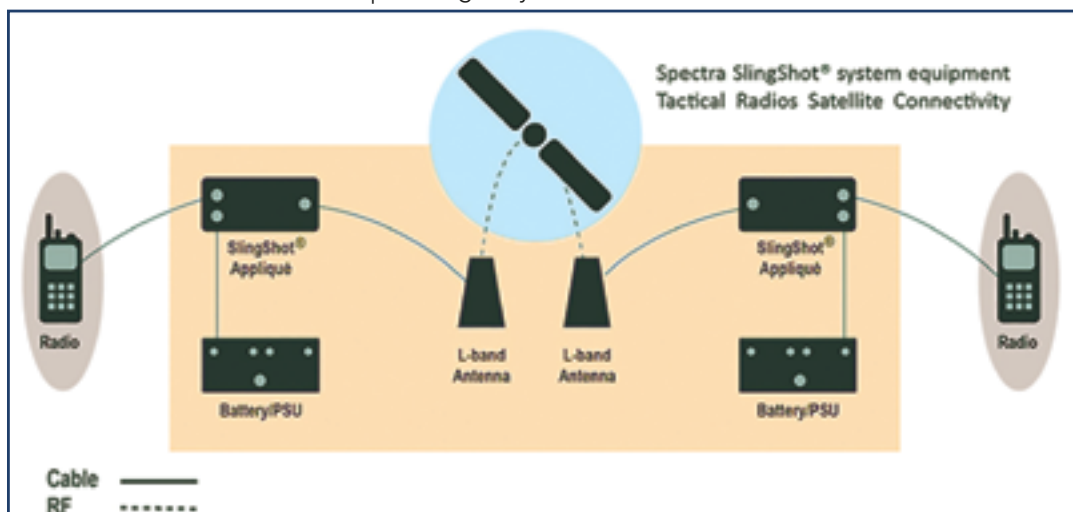 Spectra SlingShot® system equipment
Tactical Radios Satellite Connectivity
SlingShot®
Appliqué
SlingShot®
Appliqué
Radio
Radio
L-band
Antenna
L-band
Antenna
Battery/PSU
Battery/PSU
Cable
RF